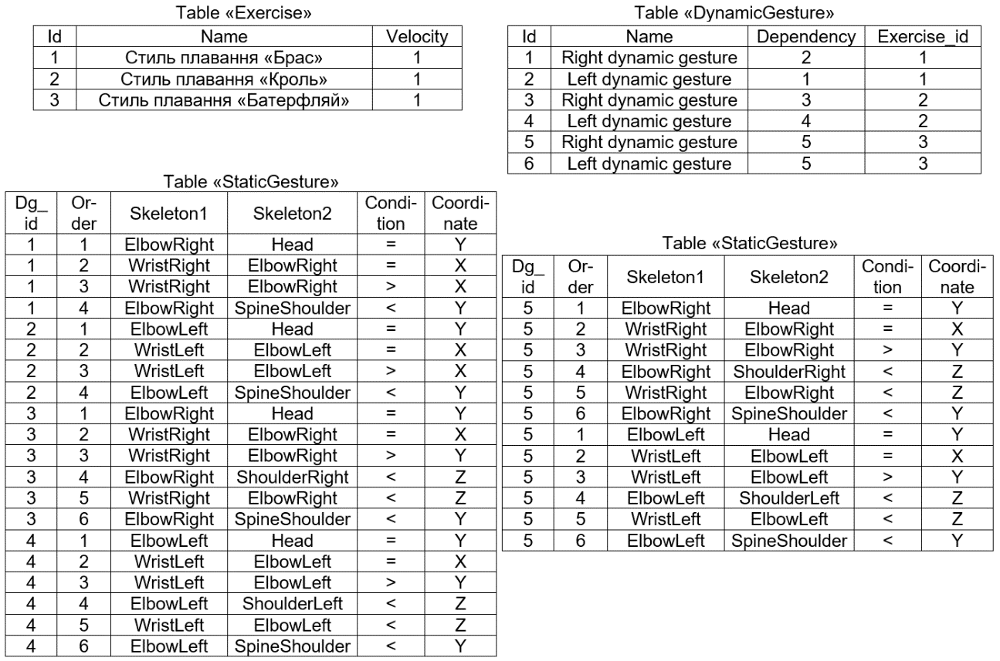 Table «Exercise»
Id Name Velocity
1 Стиль плавання «Брас» 1
2 Стиль плавання «Кроль» 1
3 Стиль плавання «Батерфляй» 1
Table «DynamicGesture»
Id Name Dependency Exercise_id
1 Right dynamic gesture 2 1
2 Left dynamic gesture 1 1
3 Right dynamic gesture 3 2
4 Left dynamic gesture 4 2
5 Right dynamic gesture 5 3
6 Left dynamic gesture 5 3
Table «StaticGesture»
Dg_ Or- Skeleton1 Skeleton2 Condi- Coordi-
id der tion nate
1 1 ElbowRight Head = Y
1 2 WristRight ElbowRight = X
1 3 WristRight ElbowRight > X
1 4 ElbowRight SpineShoulder < Y
2 1 ElbowLeft Head = Y
2 2 WristLeft ElbowLeft = X
2 3 WristLeft ElbowLeft > X
2 4 ElbowLeft SpineShoulder < Y
3 1 ElbowRight Head = Y
3 2 WristRight ElbowRight = X
3 3 WristRight ElbowRight > Y
3 4 ElbowRight ShoulderRight < Z
3 5 WristRight ElbowRight < Z
3 6 ElbowRight SpineShoulder < Y
4 1 ElbowLeft Head = Y
4 2 WristLeft ElbowLeft = X
4 3 WristLeft ElbowLeft > Y
4 4 ElbowLeft ShoulderLeft < Z
4 5 WristLeft ElbowLeft < Z
4 6 ElbowLeft SpineShoulder < Y
Table «StaticGesture»
Dg_ Or- Skeleton1 Skeleton2 Condi- Coordi-
id der tion nate
5 1 ElbowRight Head = Y
5 2 WristRight ElbowRight = X
5 3 WristRight ElbowRight > Y
5 4 ElbowRight ShoulderRight < Z
5 5 WristRight ElbowRight < Z
5 6 ElbowRight SpineShoulder < Y
5 1 ElbowLeft Head = Y
5 2 WristLeft ElbowLeft = X
5 3 WristLeft ElbowLeft > Y
5 4 ElbowLeft ShoulderLeft < Z
5 5 WristLeft ElbowLeft < Z
5 6 ElbowLeft SpineShoulder < Y